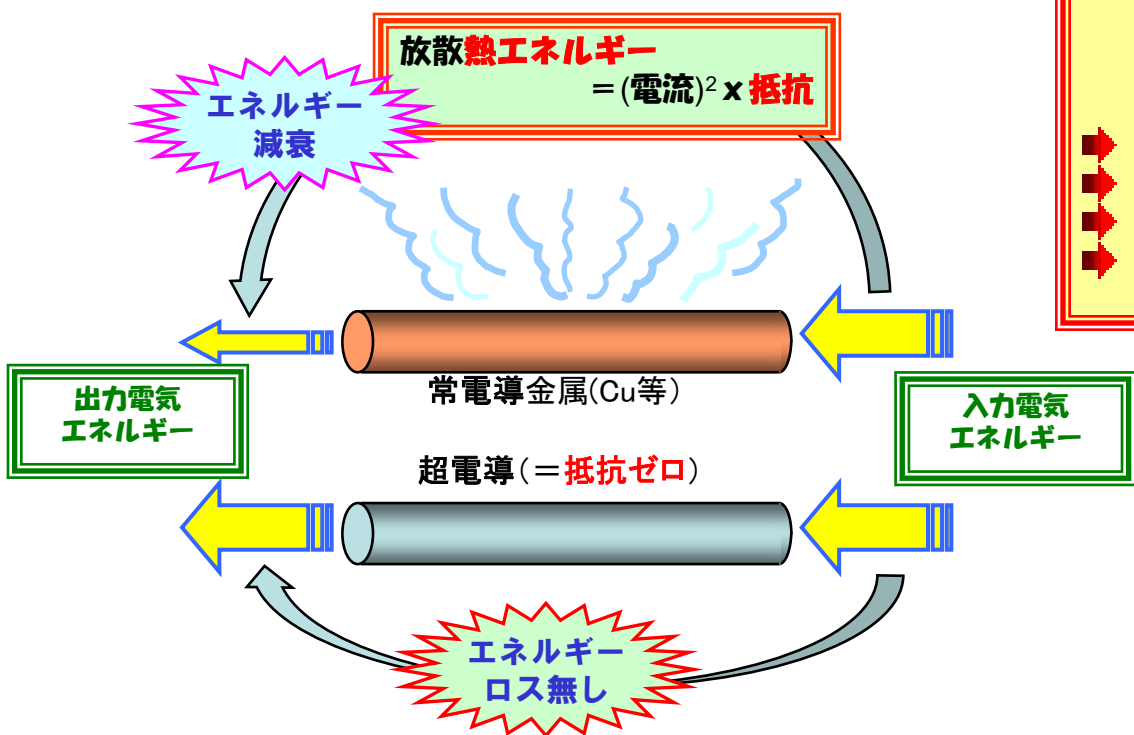 放散熱エネルギー
＝(電流)² x 抵抗
エネルギー
減衰
常電導金属(Cu等)
出力電気
エネルギー
入力電気
エネルギー
超電導(＝抵抗ゼロ)
エネルギー
ロス無し